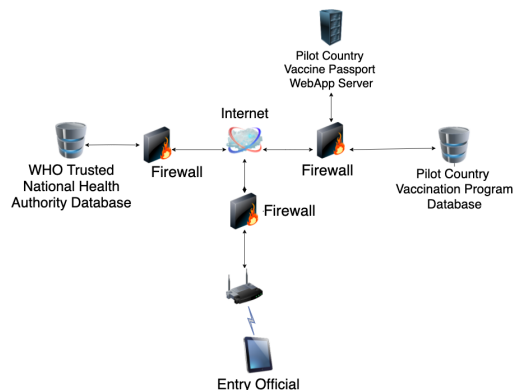 Pilot Country
Vaccine Passport
WebApp Server
Internet
WHO Trusted
National Health
Authority Database
Firewall
Firewall
Pilot Country
Vaccination Program
Database
Firewall
Entry Official